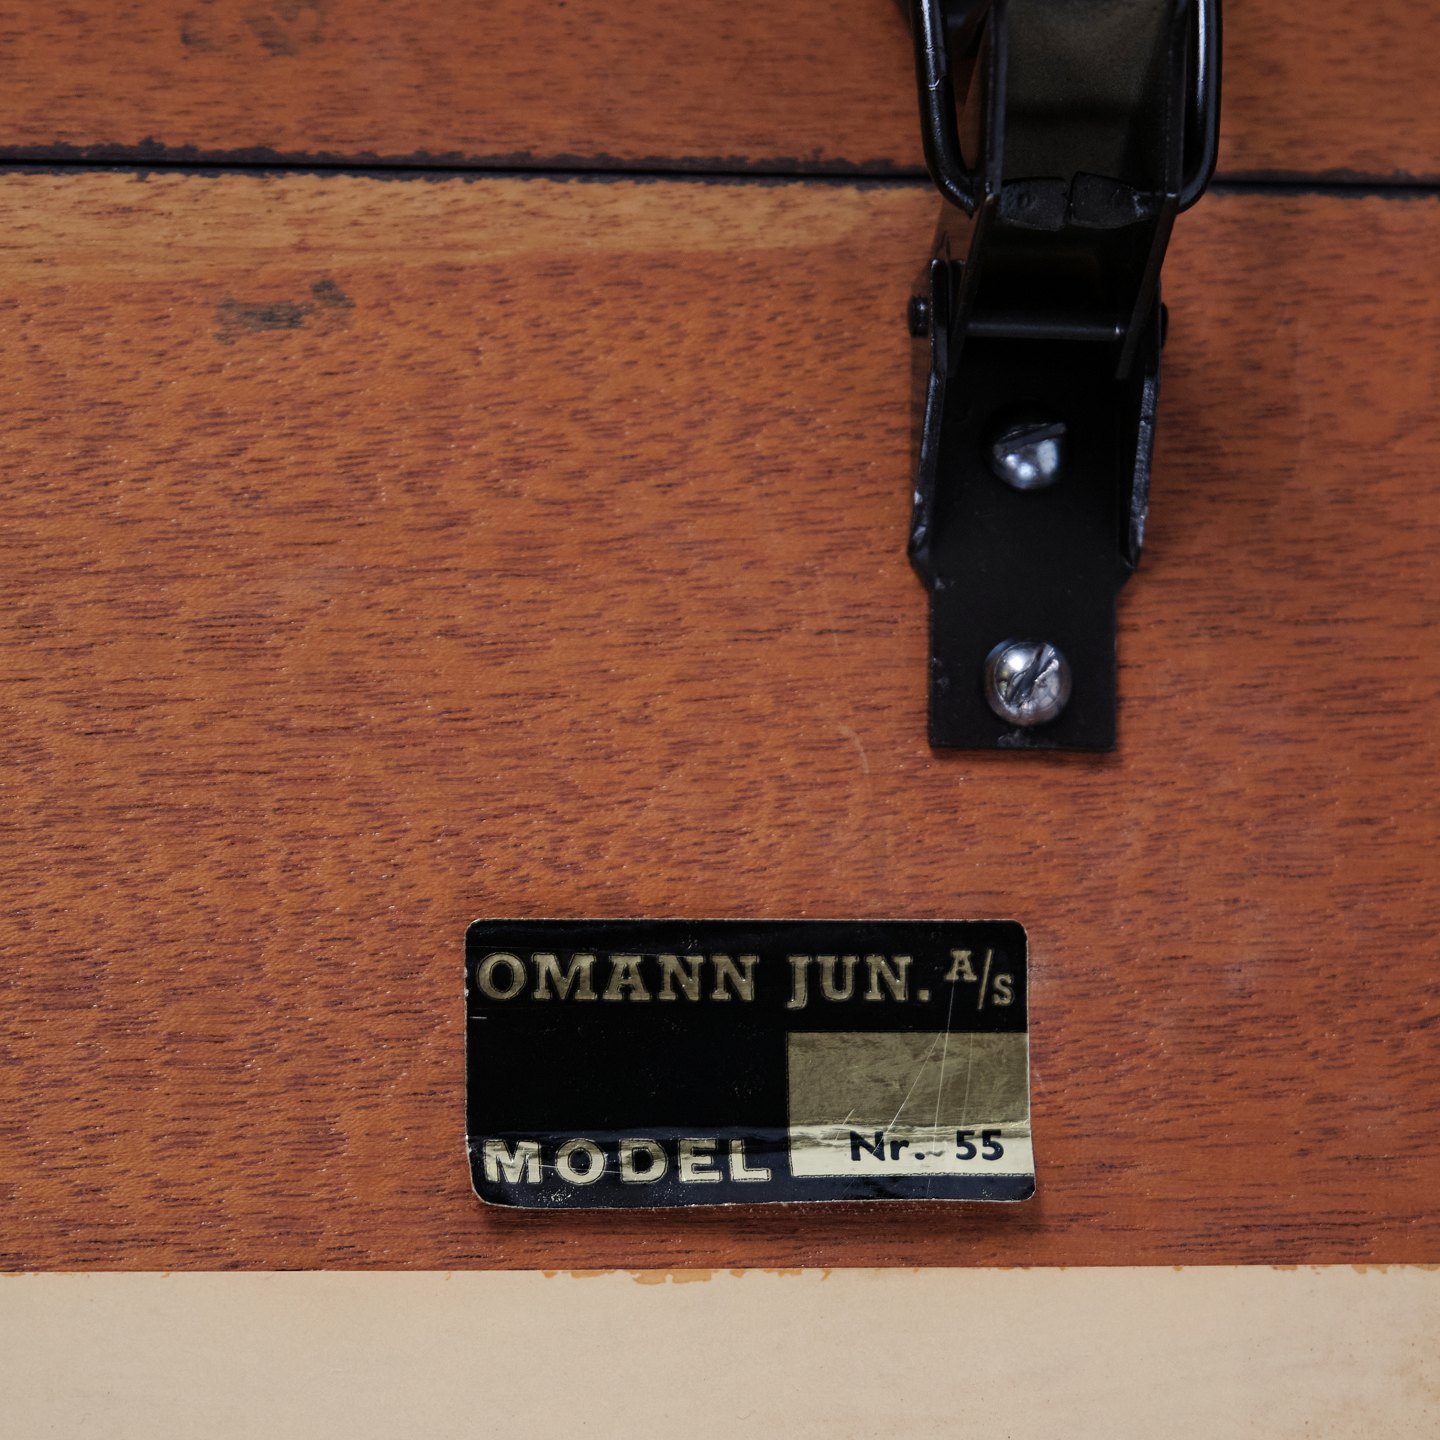 OMANN JUN. A/S
Nr. 55
MODEL